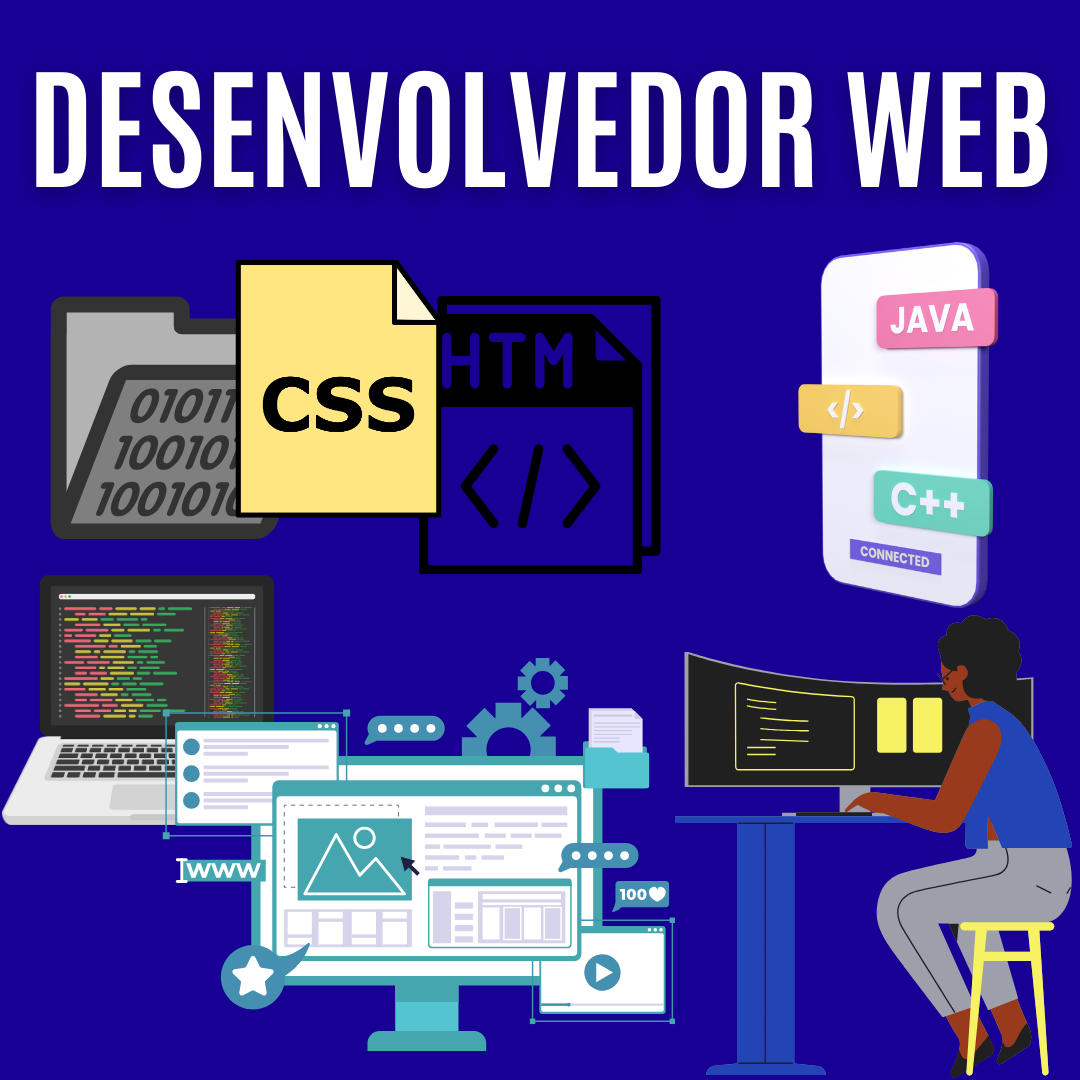 DESENVOLVEDOR WEB
01011
100101
1001010
CSS
HTM
</>
JAVA
</>
C++
CONNECTED
WWW
100